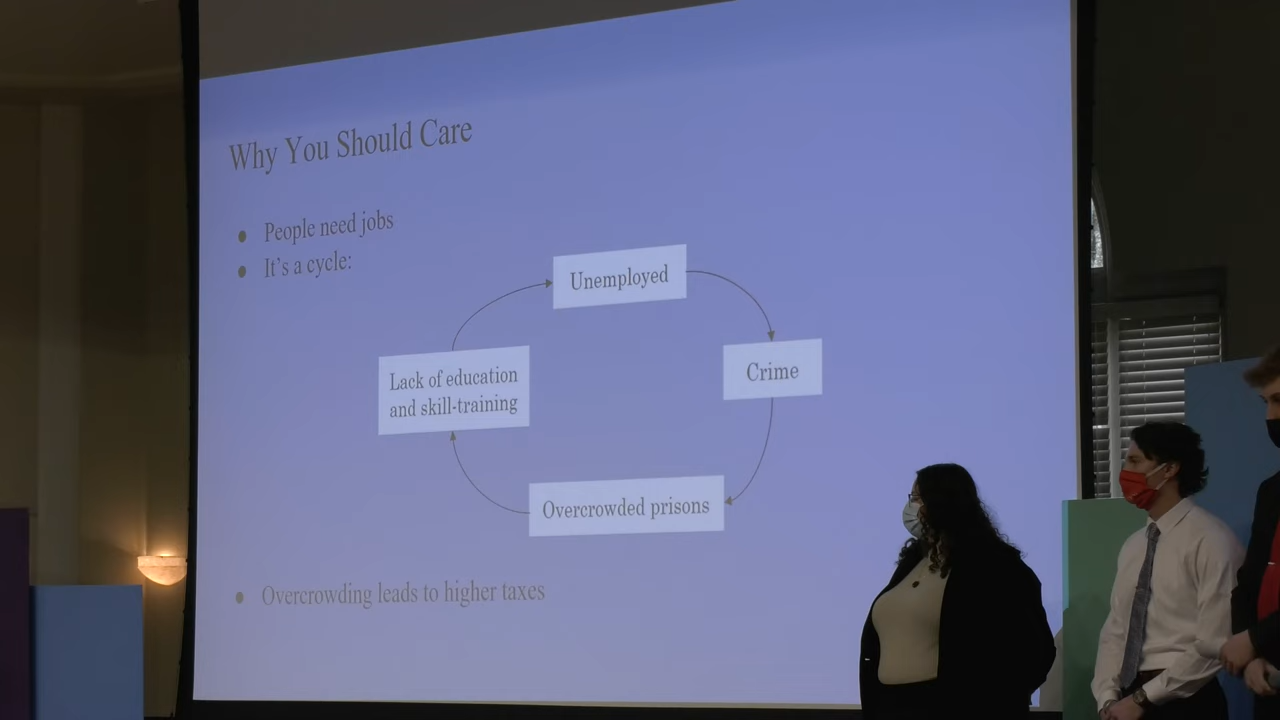 Why You Should Care
● People need jobs
● It's a cycle:
Unemployed
Crime
Lack of education
and skill-training
Overcrowded prisons
● Overcrowding leads to higher taxes